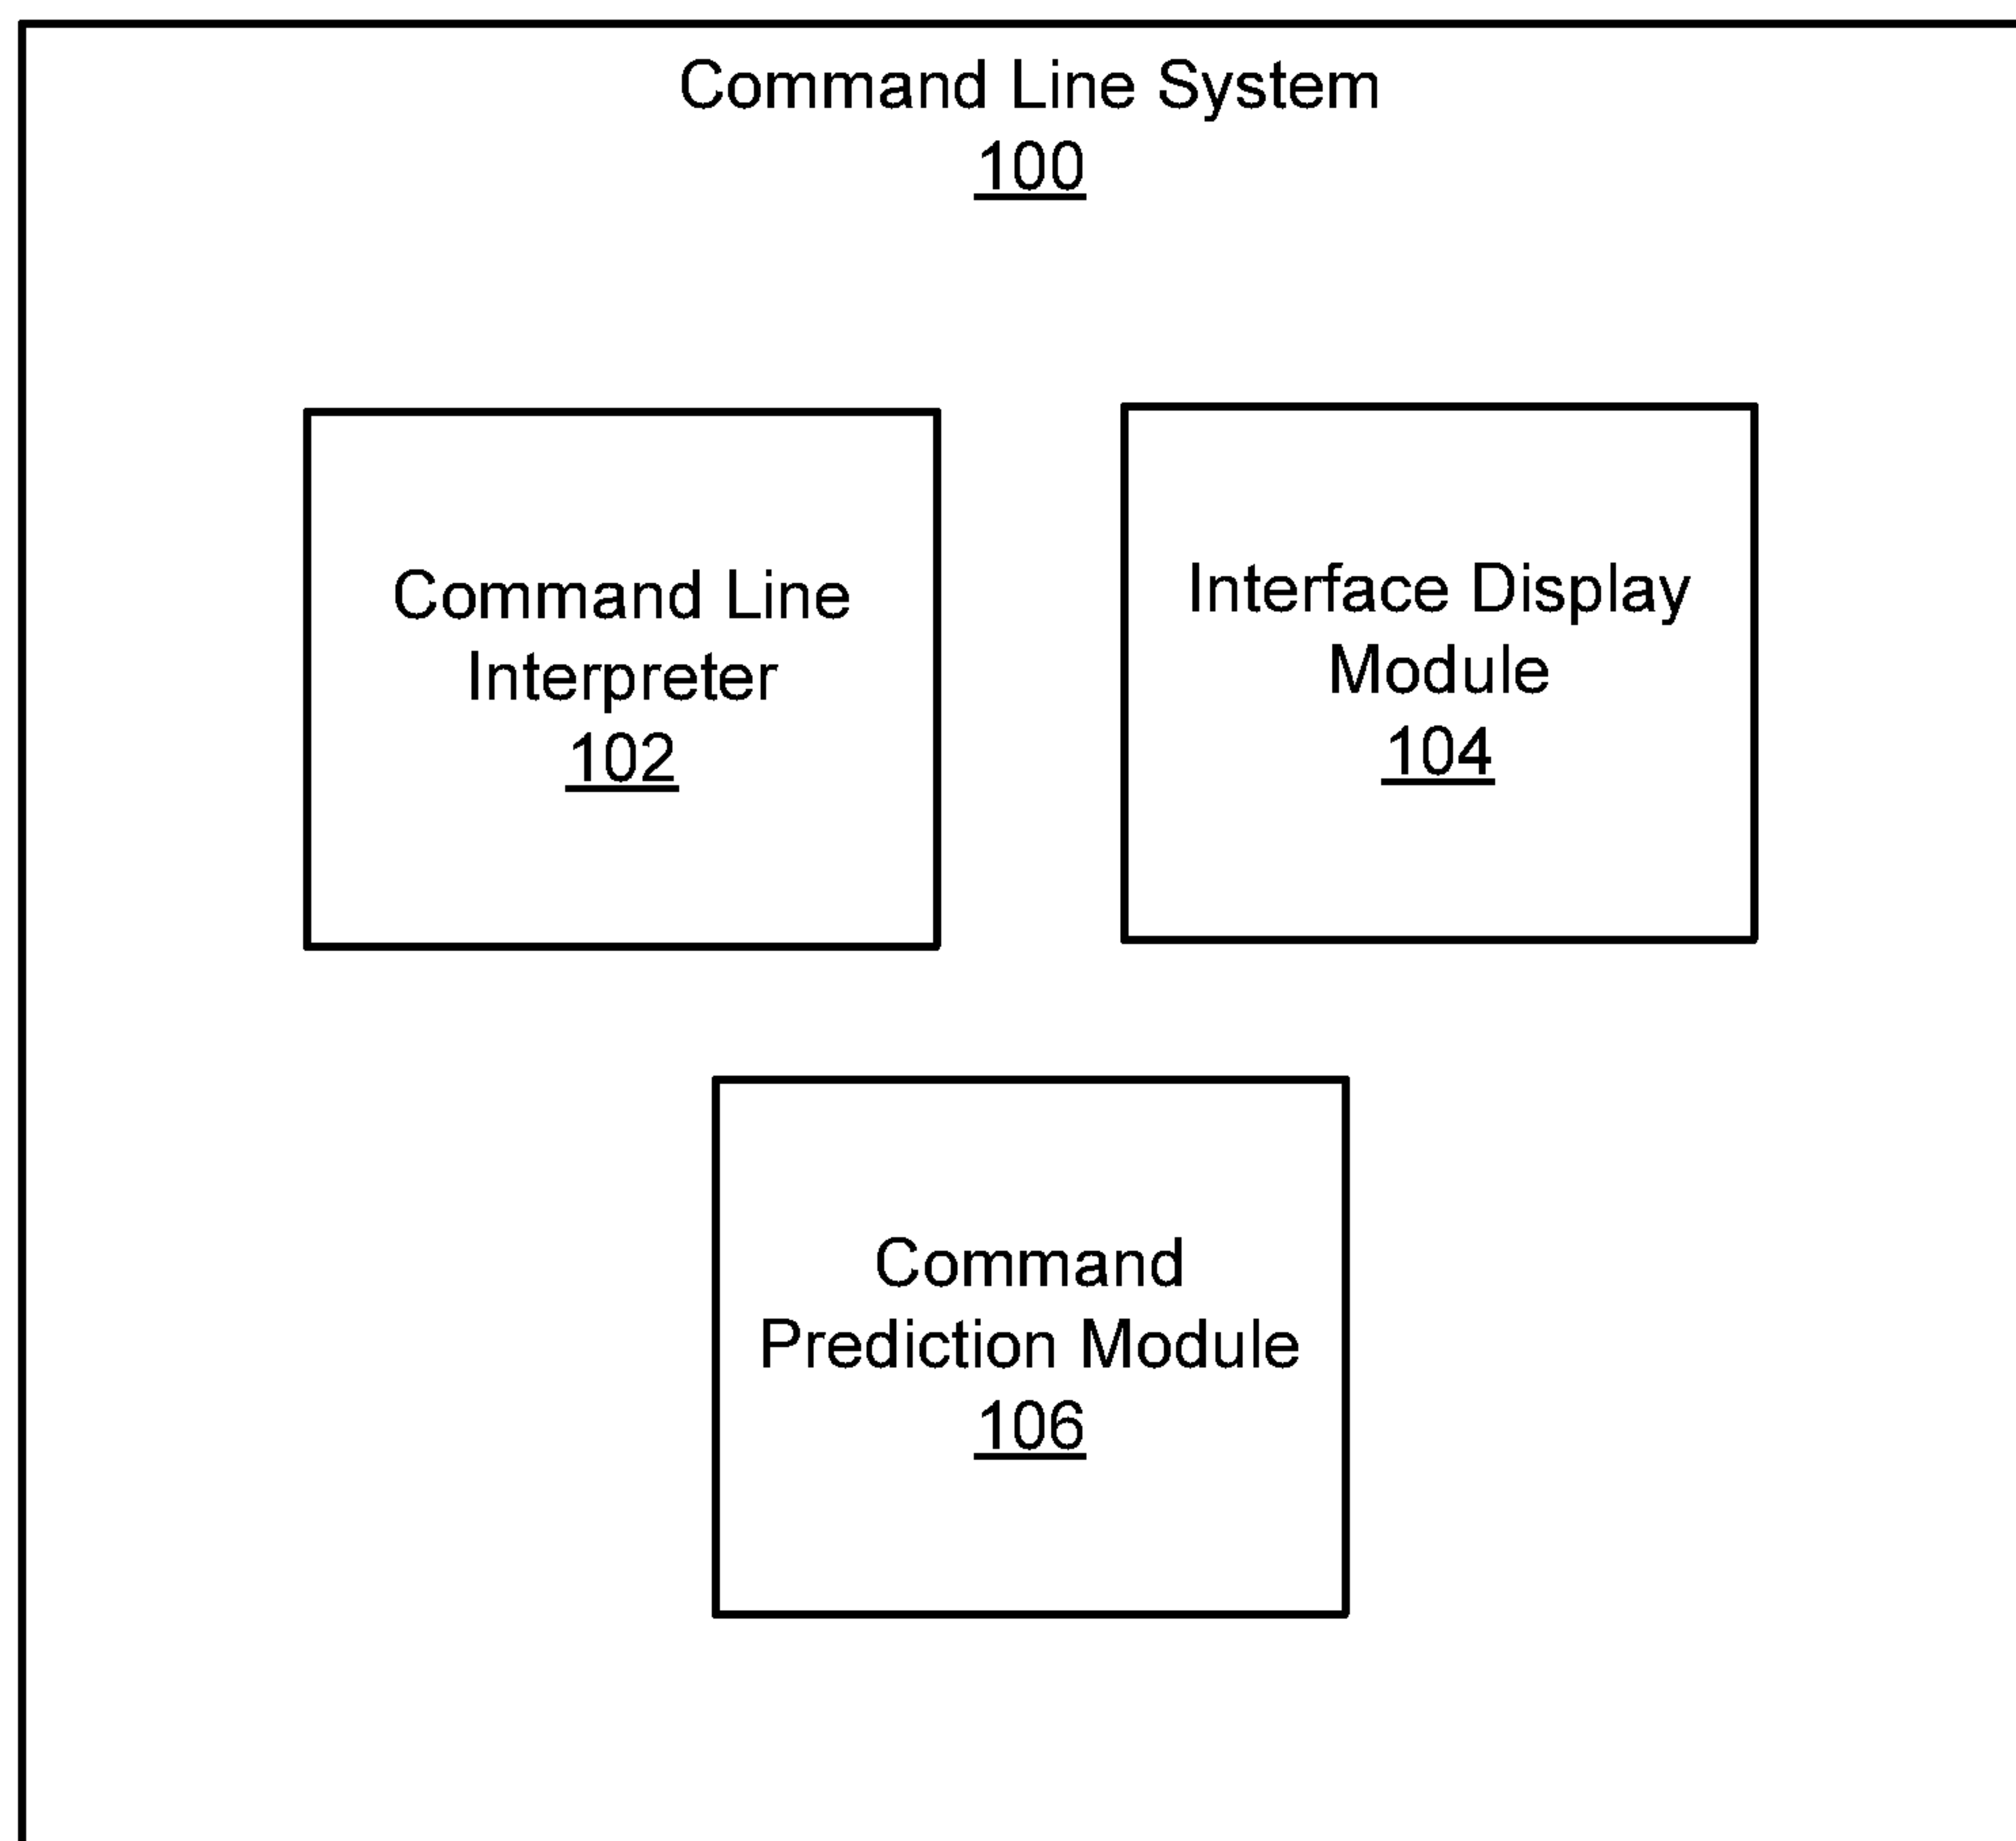 Command Line System
100
Command Line
Interpreter
102
Interface Display
Module
104
Command
Prediction Module
106